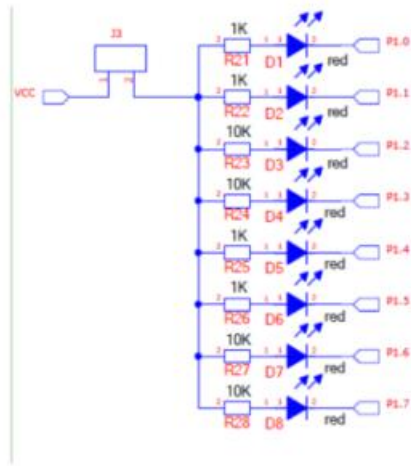 J3
1 2
VCC
1K
R21 D1 red P1.0
1K
R22 D2 red P1.1
10K
R23 D3 red P1.2
10K
R24 D4 red P1.3
1K
R25 D5 red P1.4
1K
R26 D6 red P1.5
10K
R27 D7 red P1.6
10K
R28 D8 red P1.7